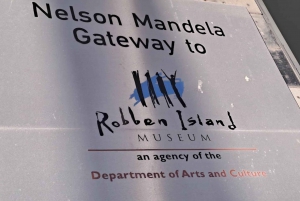 Nelson Mandela
Gateway to
Robben Island
MUSEUM
an agency of the
Department of Arts and Culture